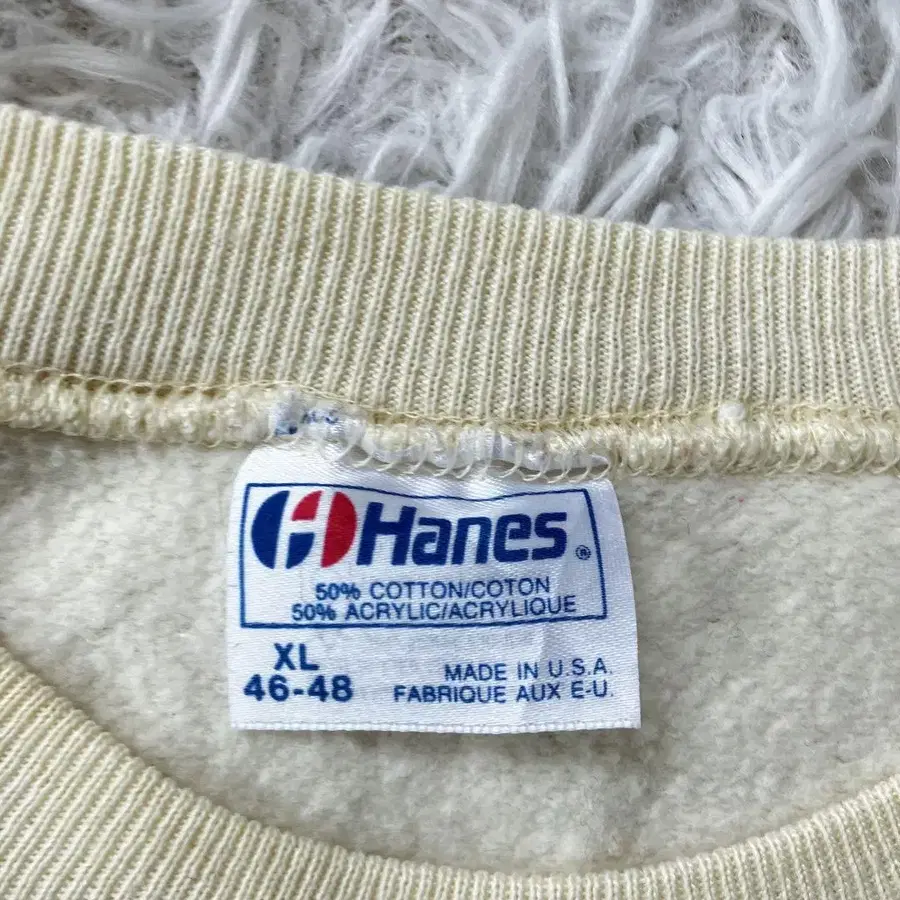 Hanes®
50% COTTON/COTON
50% ACRYLIC/ACRYLIQUE
XL
46-48
MADE IN U.S.A.
FABRIQUE AUX E-U.